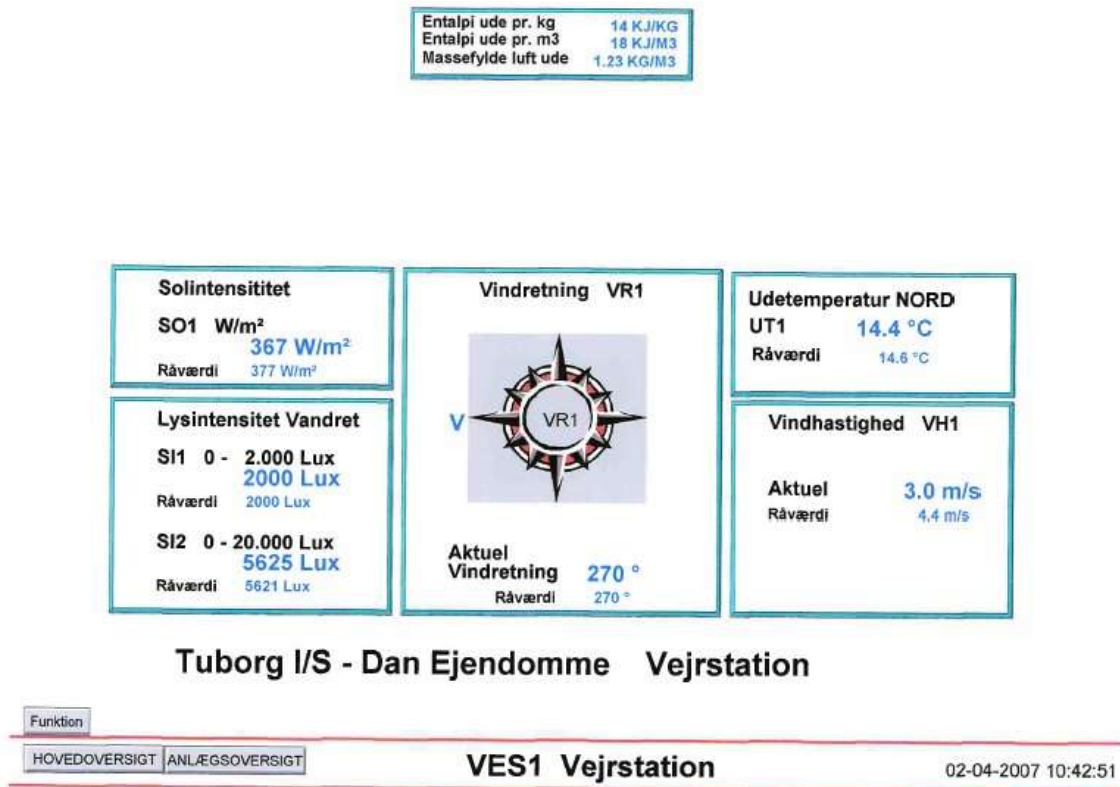 Entalpi ude pr. kg 14 KJ/KG
Entalpi ude pr. m3 18 KJ/M3
Massefylde luft ude 1.23 KG/M3
Solintensititet
SO1 W/m²
367 W/m²
Råværdi 377 W/m²
Lysintensitet Vandret
SI1 0 - 2.000 Lux
2000 Lux
Råværdi 2000 Lux
SI2 0 - 20.000 Lux
5625 Lux
Råværdi 5621 Lux
Vindretning VR1
V
VR1
Aktuel
Vindretning 270 °
Råværdi 270 °
Udetemperatur NORD
UT1 14.4 °C
Råværdi 14.6 °C
Vindhastighed VH1
Aktuel 3.0 m/s
Råværdi 4.4 m/s
Tuborg I/S - Dan Ejendomme Vejrstation
Funktion
HOVEDOVERSIGT ANLÆGSOVERSIGT VES1 Vejrstation 02-04-2007 10:42:51